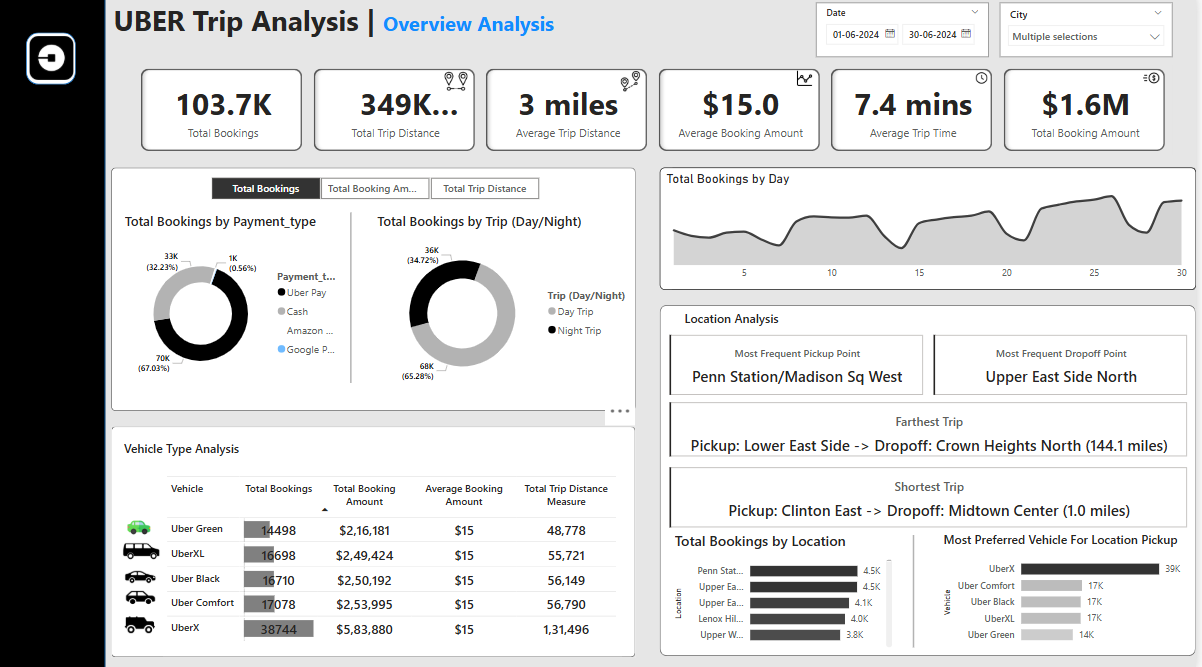 UBER Trip Analysis | Overview Analysis
Date
01-06-2024 30-06-2024
City
Multiple selections
103.7K
Total Bookings
349K...
Total Trip Distance
3 miles
Average Trip Distance
$15.0
Average Booking Amount
7.4 mins
Average Trip Time
$1.6M
Total Booking Amount
Total Bookings Total Booking Am... Total Trip Distance
Total Bookings by Payment_type
33K
(32.23%)
1K
(0.56%)
70K
(67.03%)
Payment_t...
Uber Pay
Cash
Amazon ...
Google P...
Total Bookings by Trip (Day/Night)
36K
(34.72%)
68K
(65.28%)
Trip (Day/Night)
Day Trip
Night Trip
Total Bookings by Day
5 10 15 20 25 30
Vehicle Type Analysis
Vehicle Total Bookings Total Booking Amount Average Booking Amount Total Trip Distance Measure
Uber Green 14498 $2,16,181 $15 48,778
UberXL 16698 $2,49,424 $15 55,721
Uber Black 16710 $2,50,192 $15 56,149
Uber Comfort 17078 $2,53,995 $15 56,790
UberX 38744 $5,83,880 $15 1,31,496
Location Analysis
Most Frequent Pickup Point
Penn Station/Madison Sq West
Most Frequent Dropoff Point
Upper East Side North
Farthest Trip
Pickup: Lower East Side -> Dropoff: Crown Heights North (144.1 miles)
Shortest Trip
Pickup: Clinton East -> Dropoff: Midtown Center (1.0 miles)
Total Bookings by Location
Location
Penn Stat... 4.5K
Upper Ea... 4.5K
Upper Ea... 4.1K
Lenox Hil... 4.0K
Upper W... 3.8K
Most Preferred Vehicle For Location Pickup
Vehicle
UberX 39K
Uber Comfort 17K
Uber Black 17K
UberXL 17K
Uber Green 14K